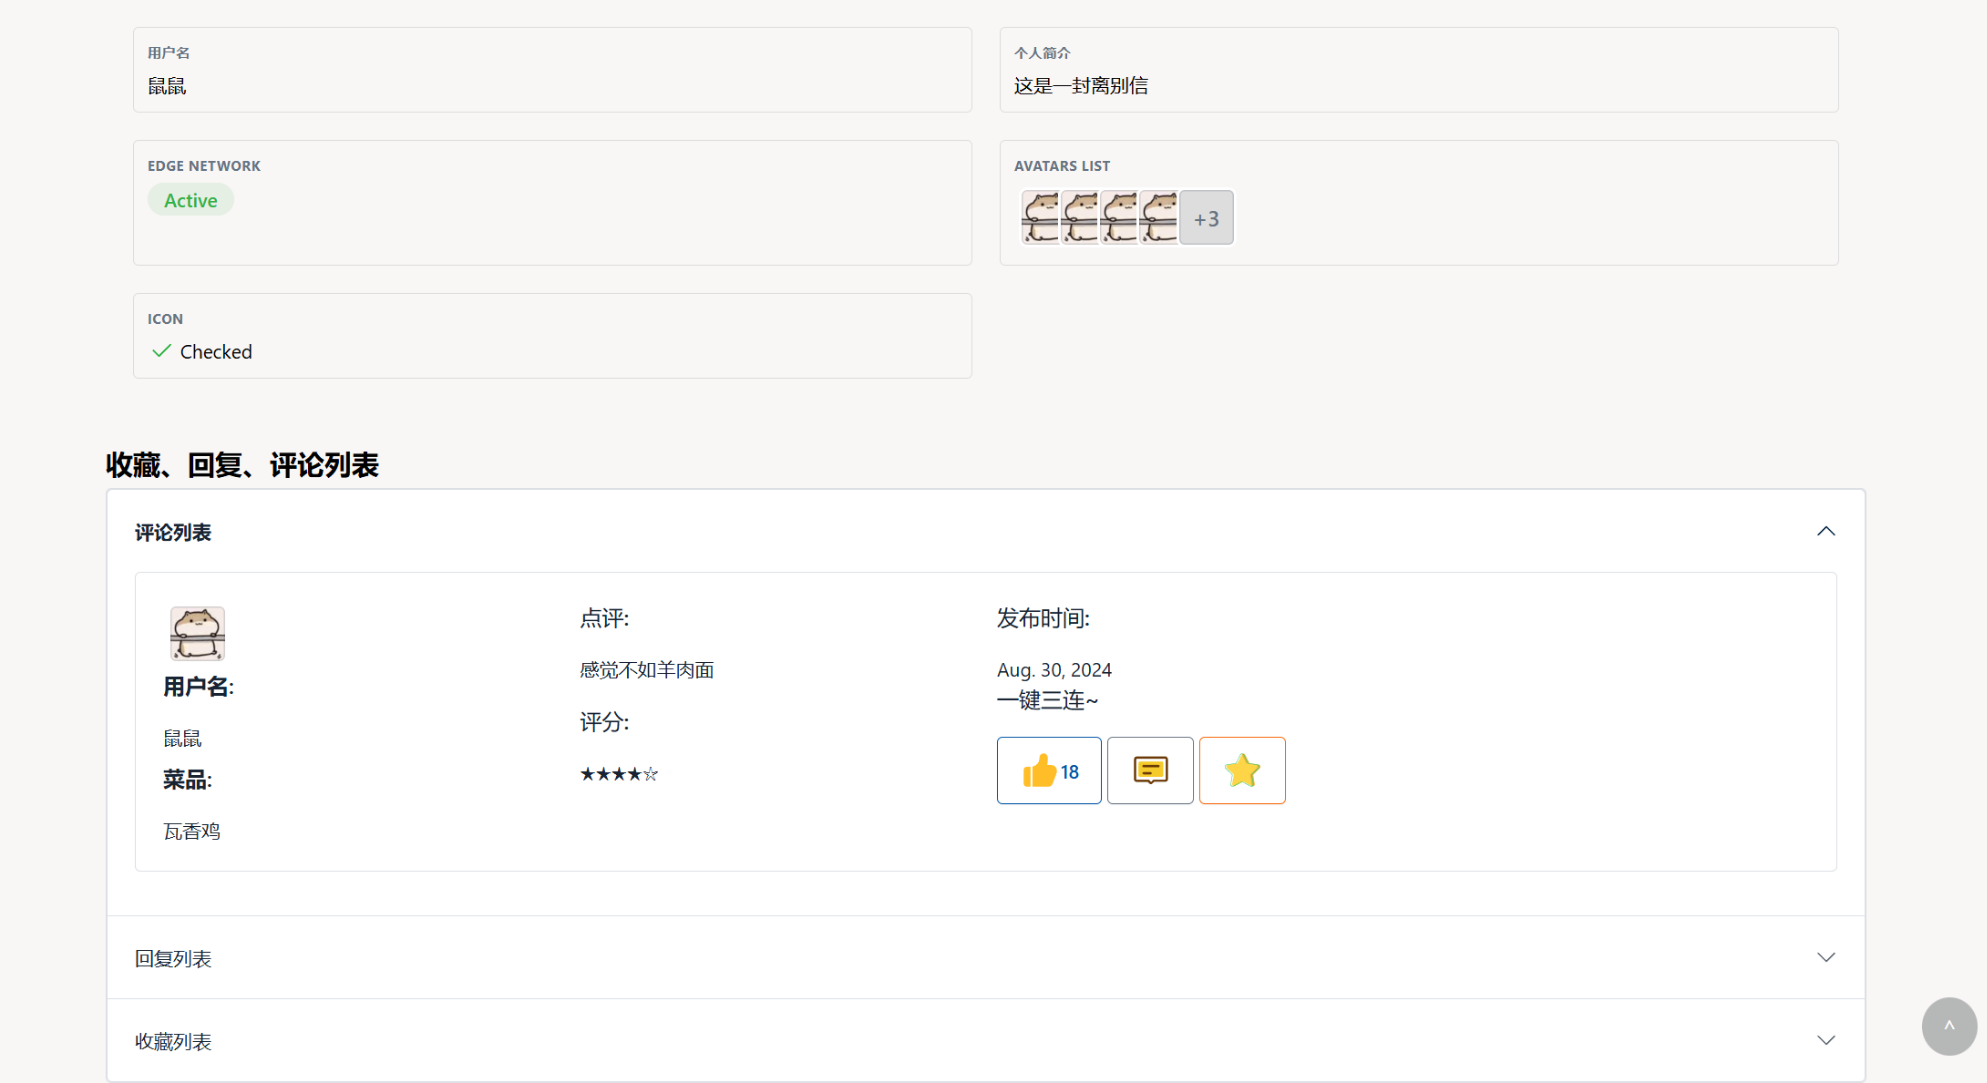 用户名
鼠鼠
个人简介
这是一封离别信
EDGE NETWORK
Active
AVATARS LIST
+3
ICON
Checked
收藏、回复、评论列表
评论列表
用户名:
鼠鼠
菜品:
瓦香鸡
点评:
感觉不如羊肉面
评分:
★★★★☆
发布时间:
Aug. 30, 2024
一键三连~
18
回复列表
收藏列表
^